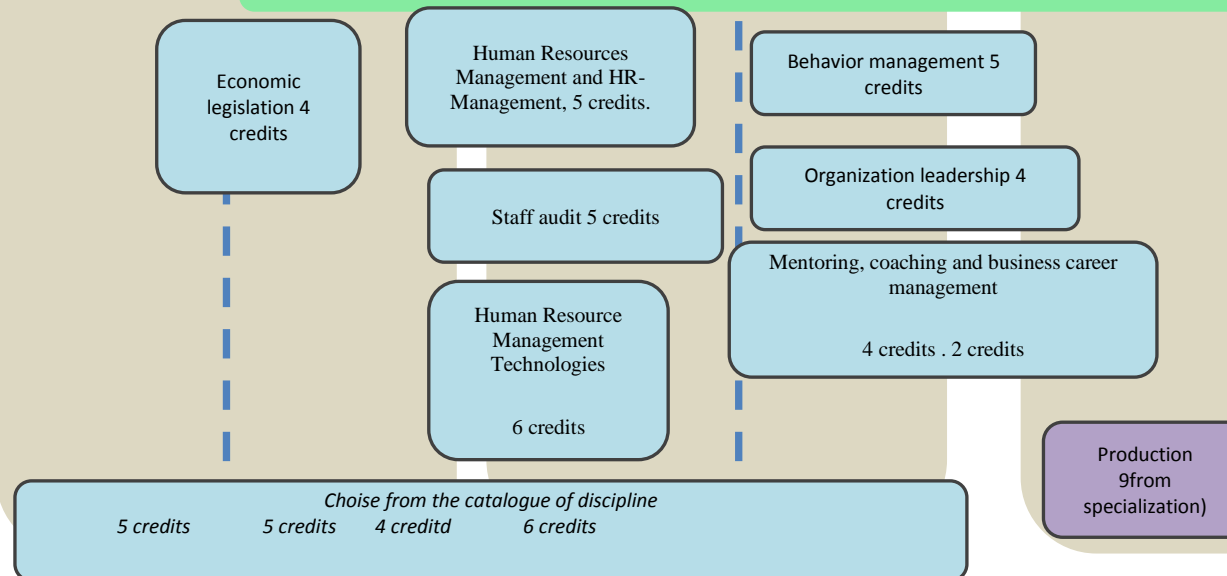 Economic
legislation 4
credits
Human Resources
Management and HR-
Management, 5 credits.
Staff audit 5 credits
Human Resource
Management
Technologies
6 credits
Behavior management 5
credits
Organization leadership 4
credits
Mentoring, coaching and business career
management
4 credits . 2 credits
Choise from the catalogue of discipline
5 credits 5 credits 4 creditd 6 credits
Production
9from
specialization)